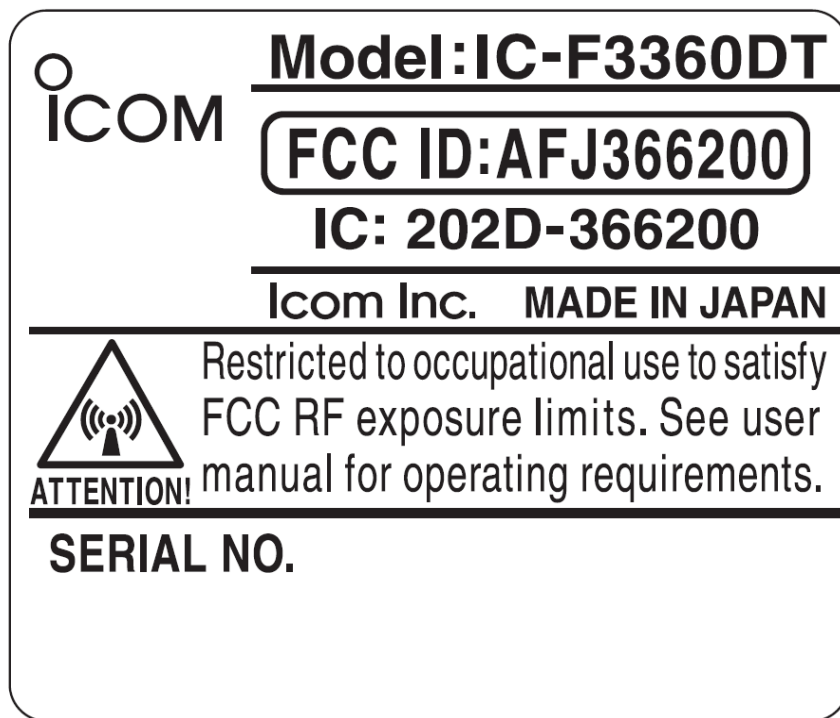 Model:IC-F3360DT
ICOM
FCC ID:AFJ366200
IC: 202D-366200
Icom Inc. MADE IN JAPAN
Restricted to occupational use to satisfy
FCC RF exposure limits. See user
manual for operating requirements.
ATTENTION!
SERIAL NO.